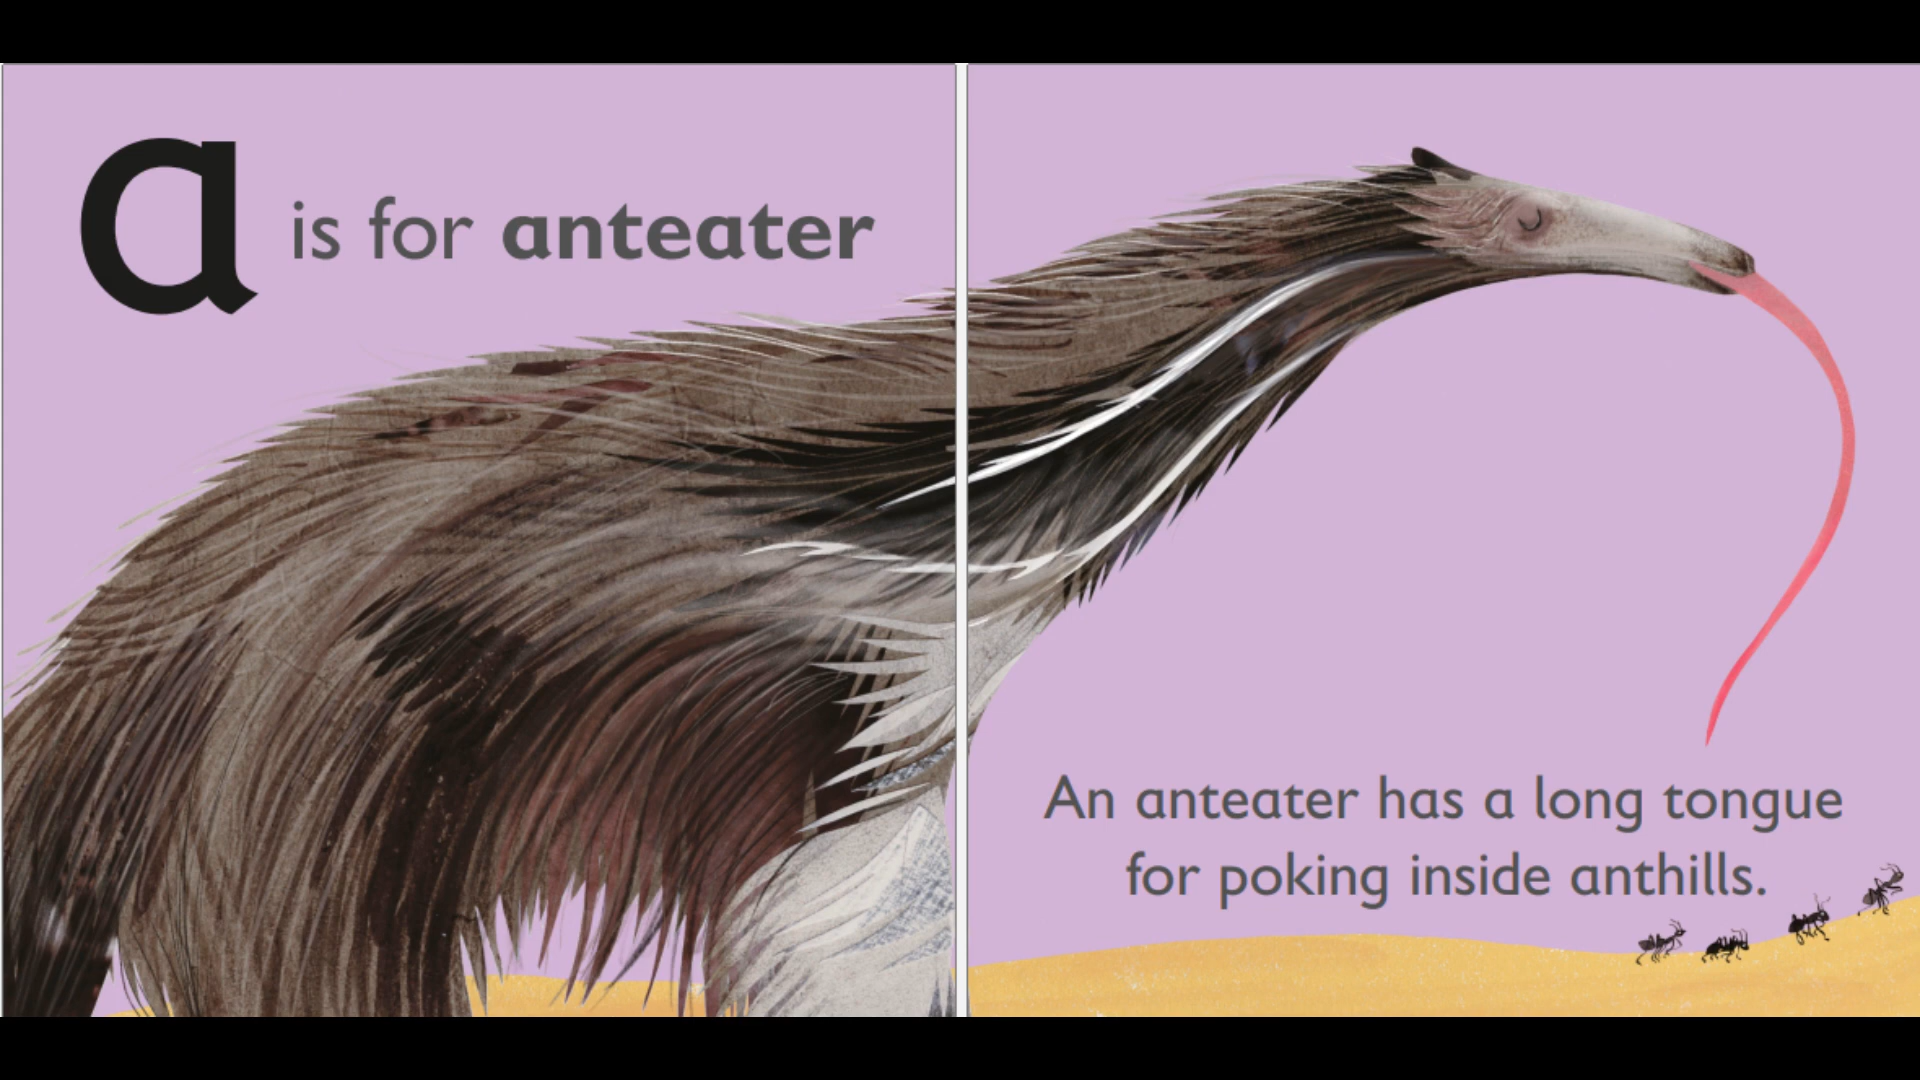 a is for anteater
An anteater has a long tongue
for poking inside anthills.